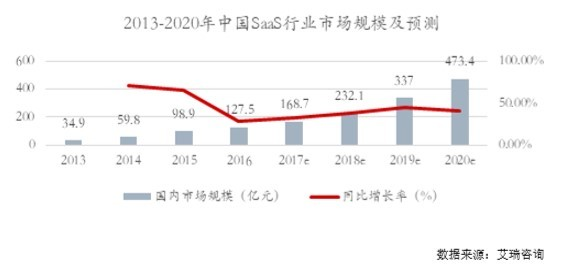 2013-2020年中国SaaS行业市场规模及预测
600 473.4 100.00%
400 337 232.1
168.7 127.5 98.9 50.00%
200 59.8 34.9
0 0.00%
2013 2014 2015 2016 2017e 2018e 2019e 2020e
国内市场规模（亿元） 同比增长率（%）
数据来源：艾瑞咨询